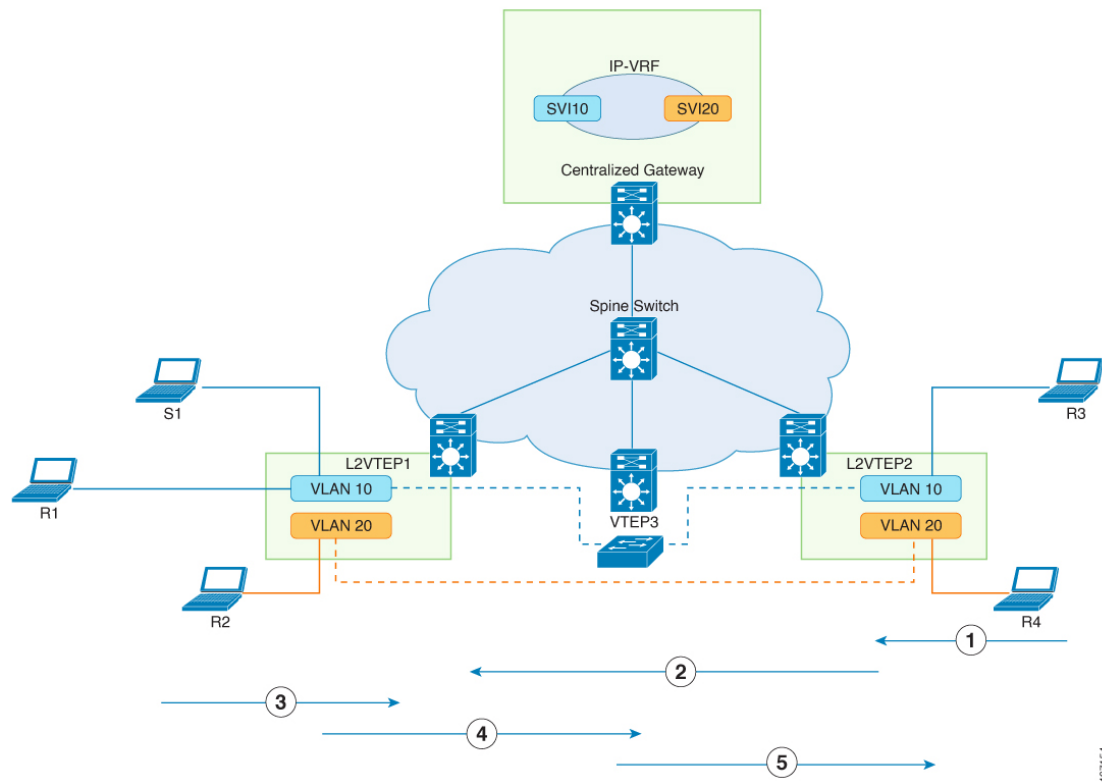 IP-VRF
SVI10
SVI20
Centralized Gateway
Spine Switch
S1
R3
L2VTEP1
L2VTEP2
R1
VLAN 10
VLAN 10
VTEP3
VLAN 20
VLAN 20
R2
R4
1
2
3
4
5